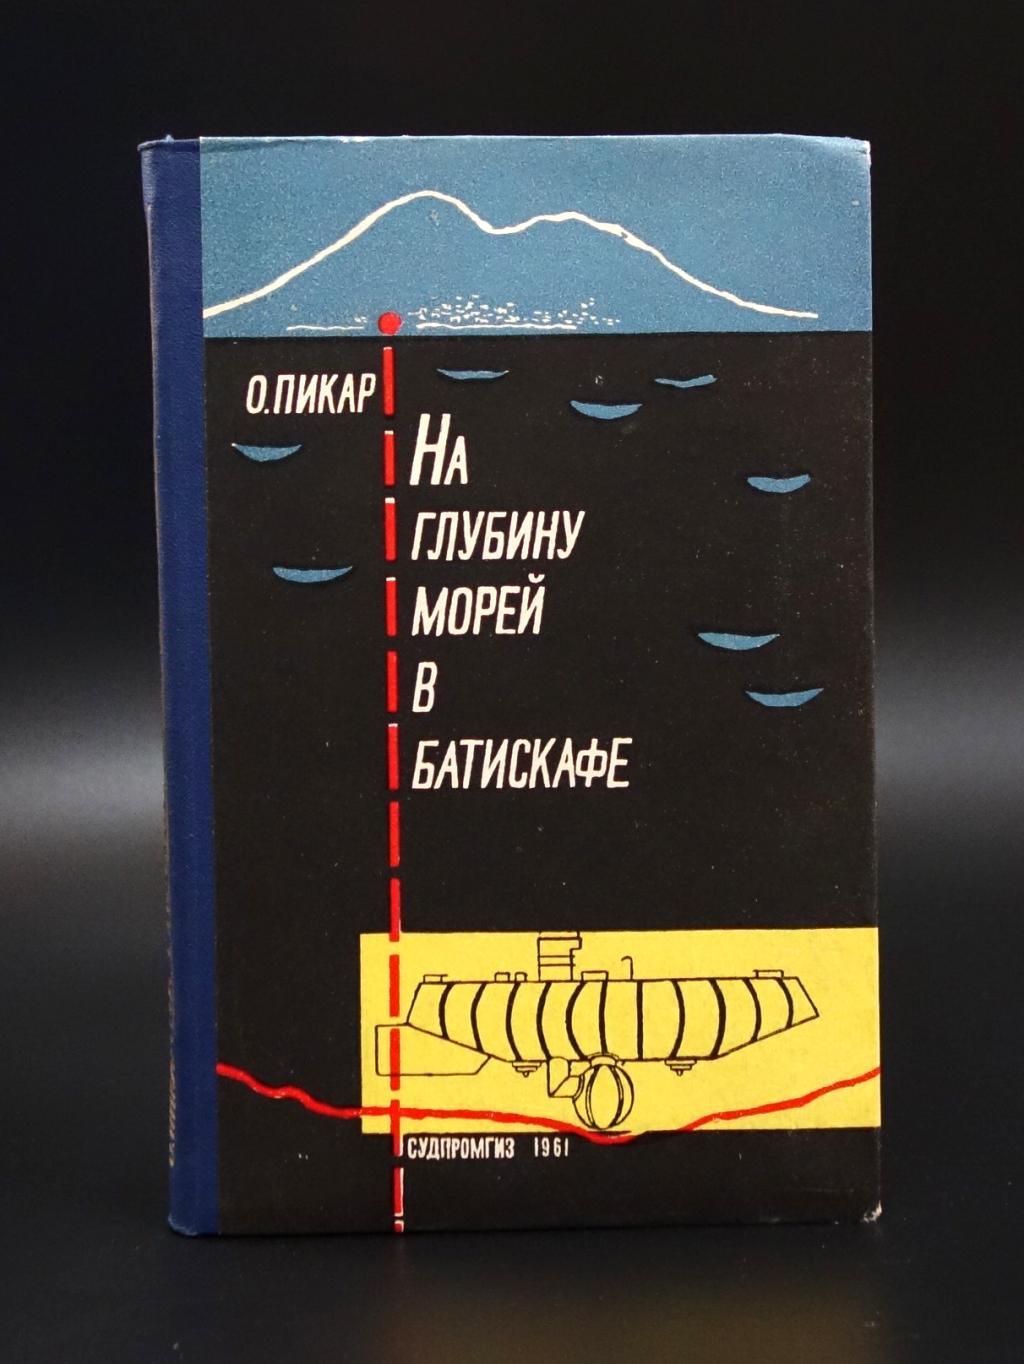 О.ПИКАР
НА
ГЛУБИНУ
МОРЕЙ
В
БАТИСКАФЕ
СУДПРОМГИЗ 1961